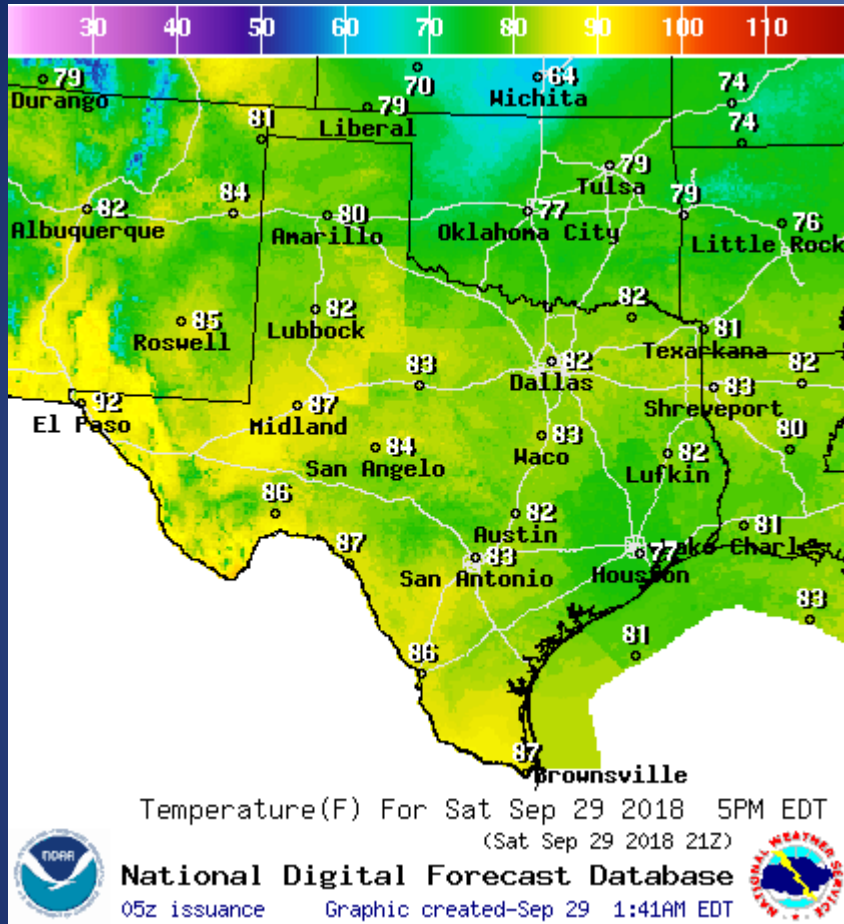 30 40 50 60 70 80 90 100 110
79 70 64 74
Durango Wichita
79
Liberal
81 74
79
Tulsa
82 84 80 77 79 76
Albuquerque Amarillo Oklahoma City Little Rock
85 82 82
Roswell Lubbock
81
Texarkana
83 82 83 82
Dallas Shreveport
92 87
El Paso Midland
84 83 82 80
San Angelo Waco Lufkin
86 82 81
Austin Lake Charles
87 83 77
San Antonio Houston
83
81
86
87
Brownsville
Temperature(F) For Sat Sep 29 2018 5PM EDT
(Sat Sep 29 2018 21Z)
NOAA
National Digital Forecast Database
05z issuance Graphic created-Sep 29 1:41AM EDT
NATIONAL WEATHER SERVICE